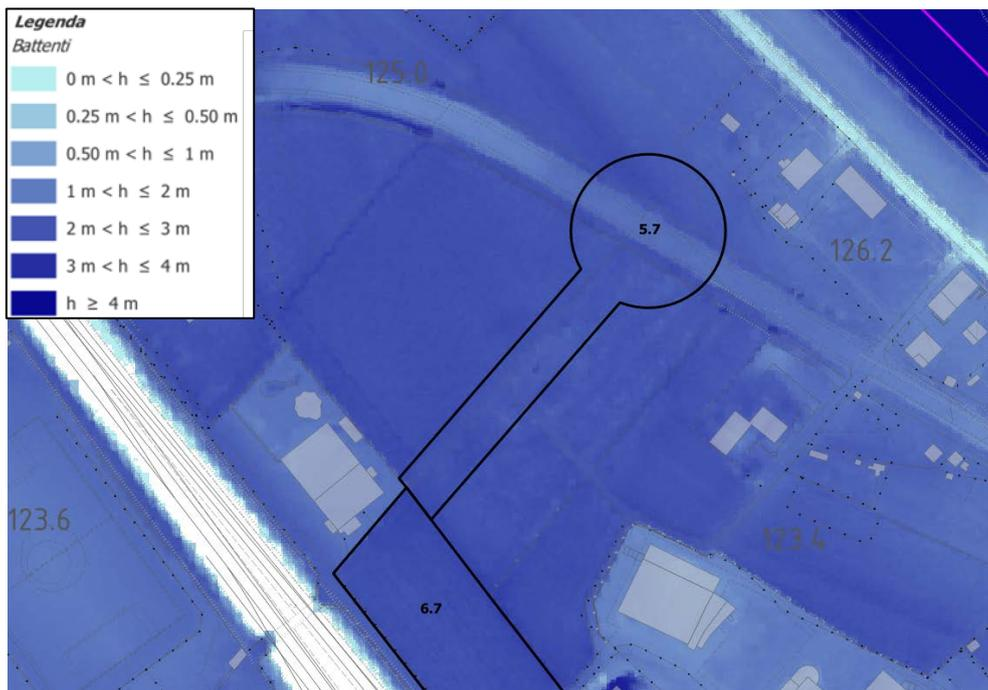 Legenda
Battenti
0 m < h ≤ 0.25 m
0.25 m < h ≤ 0.50 m
0.50 m < h ≤ 1 m
1 m < h ≤ 2 m
2 m < h ≤ 3 m
3 m < h ≤ 4 m
h ≥ 4 m
125.0
5.7
126.2
123.6
123.4
6.7